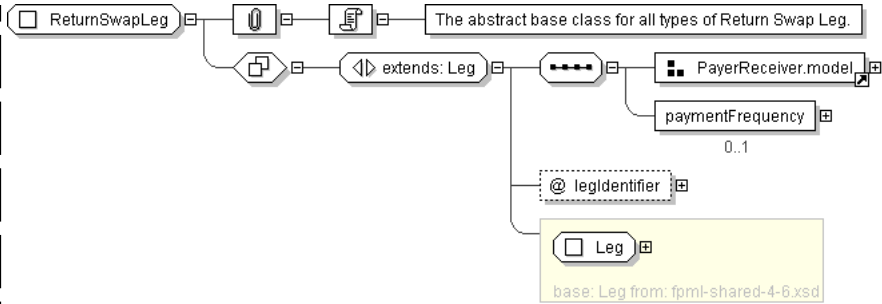 ReturnSwapLeg
The abstract base class for all types of Return Swap Leg.
extends: Leg
PayerReceiver.model
paymentFrequency
0..1
@ legIdentifier
Leg
base: Leg from: fpml-shared-4-6.xsd